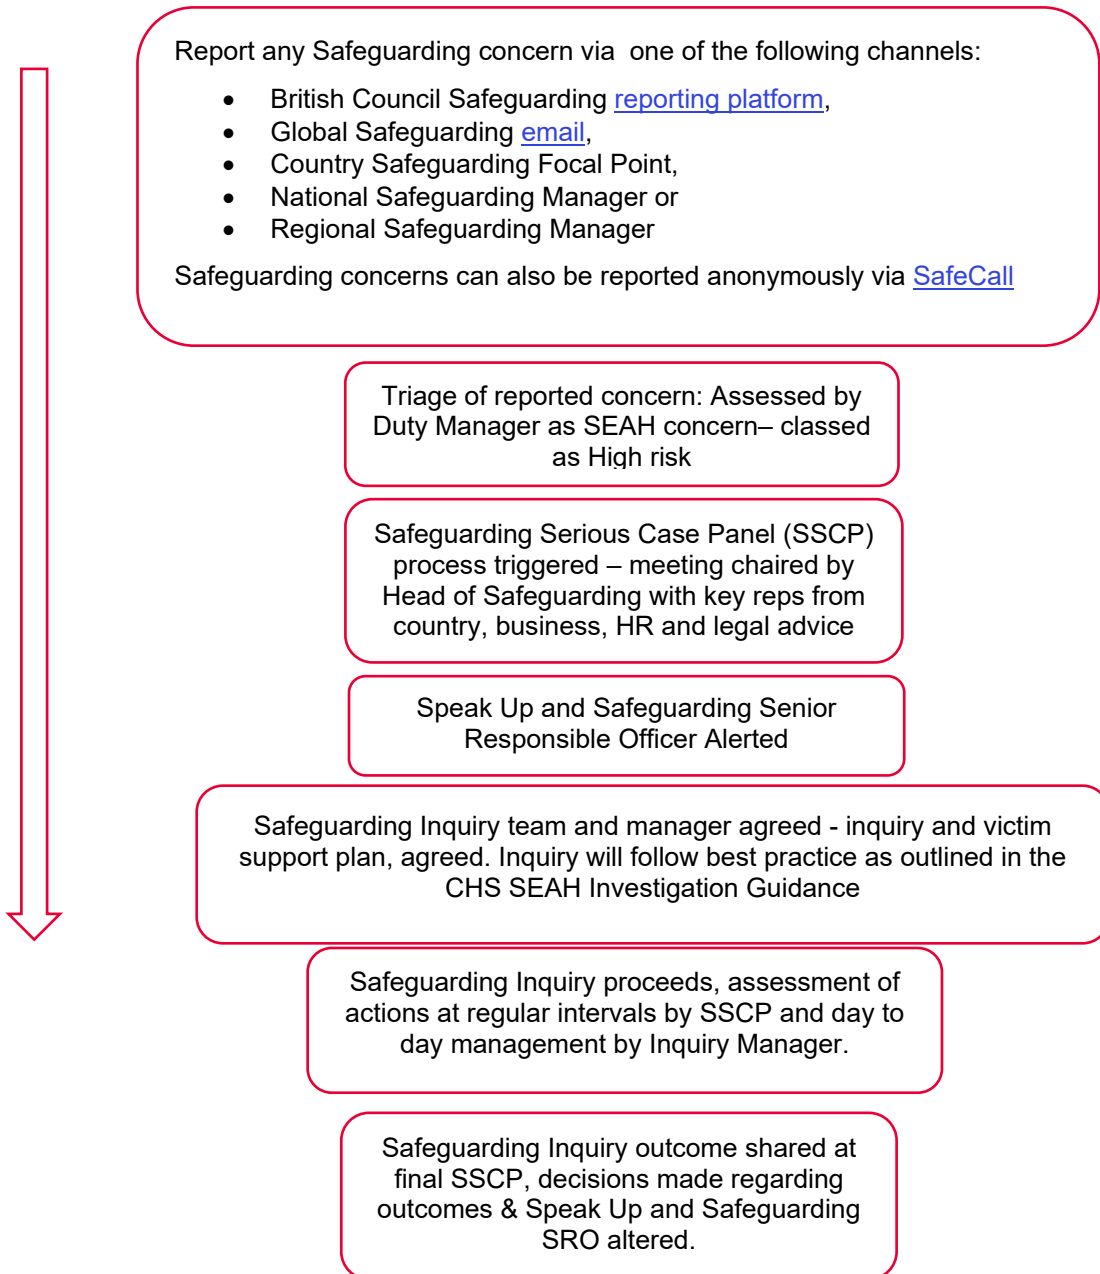 Report any Safeguarding concern via one of the following channels:
• British Council Safeguarding reporting platform,
• Global Safeguarding email,
• Country Safeguarding Focal Point,
• National Safeguarding Manager or
• Regional Safeguarding Manager
Safeguarding concerns can also be reported anonymously via SafeCall
Triage of reported concern: Assessed by
Duty Manager as SEAH concern– classed
as High risk
Safeguarding Serious Case Panel (SSCP)
process triggered – meeting chaired by
Head of Safeguarding with key reps from
country, business, HR and legal advice
Speak Up and Safeguarding Senior
Responsible Officer Alerted
Safeguarding Inquiry team and manager agreed - inquiry and victim
support plan, agreed. Inquiry will follow best practice as outlined in the
CHS SEAH Investigation Guidance
Safeguarding Inquiry proceeds, assessment of
actions at regular intervals by SSCP and day to
day management by Inquiry Manager.
Safeguarding Inquiry outcome shared at
final SSCP, decisions made regarding
outcomes & Speak Up and Safeguarding
SRO altered.